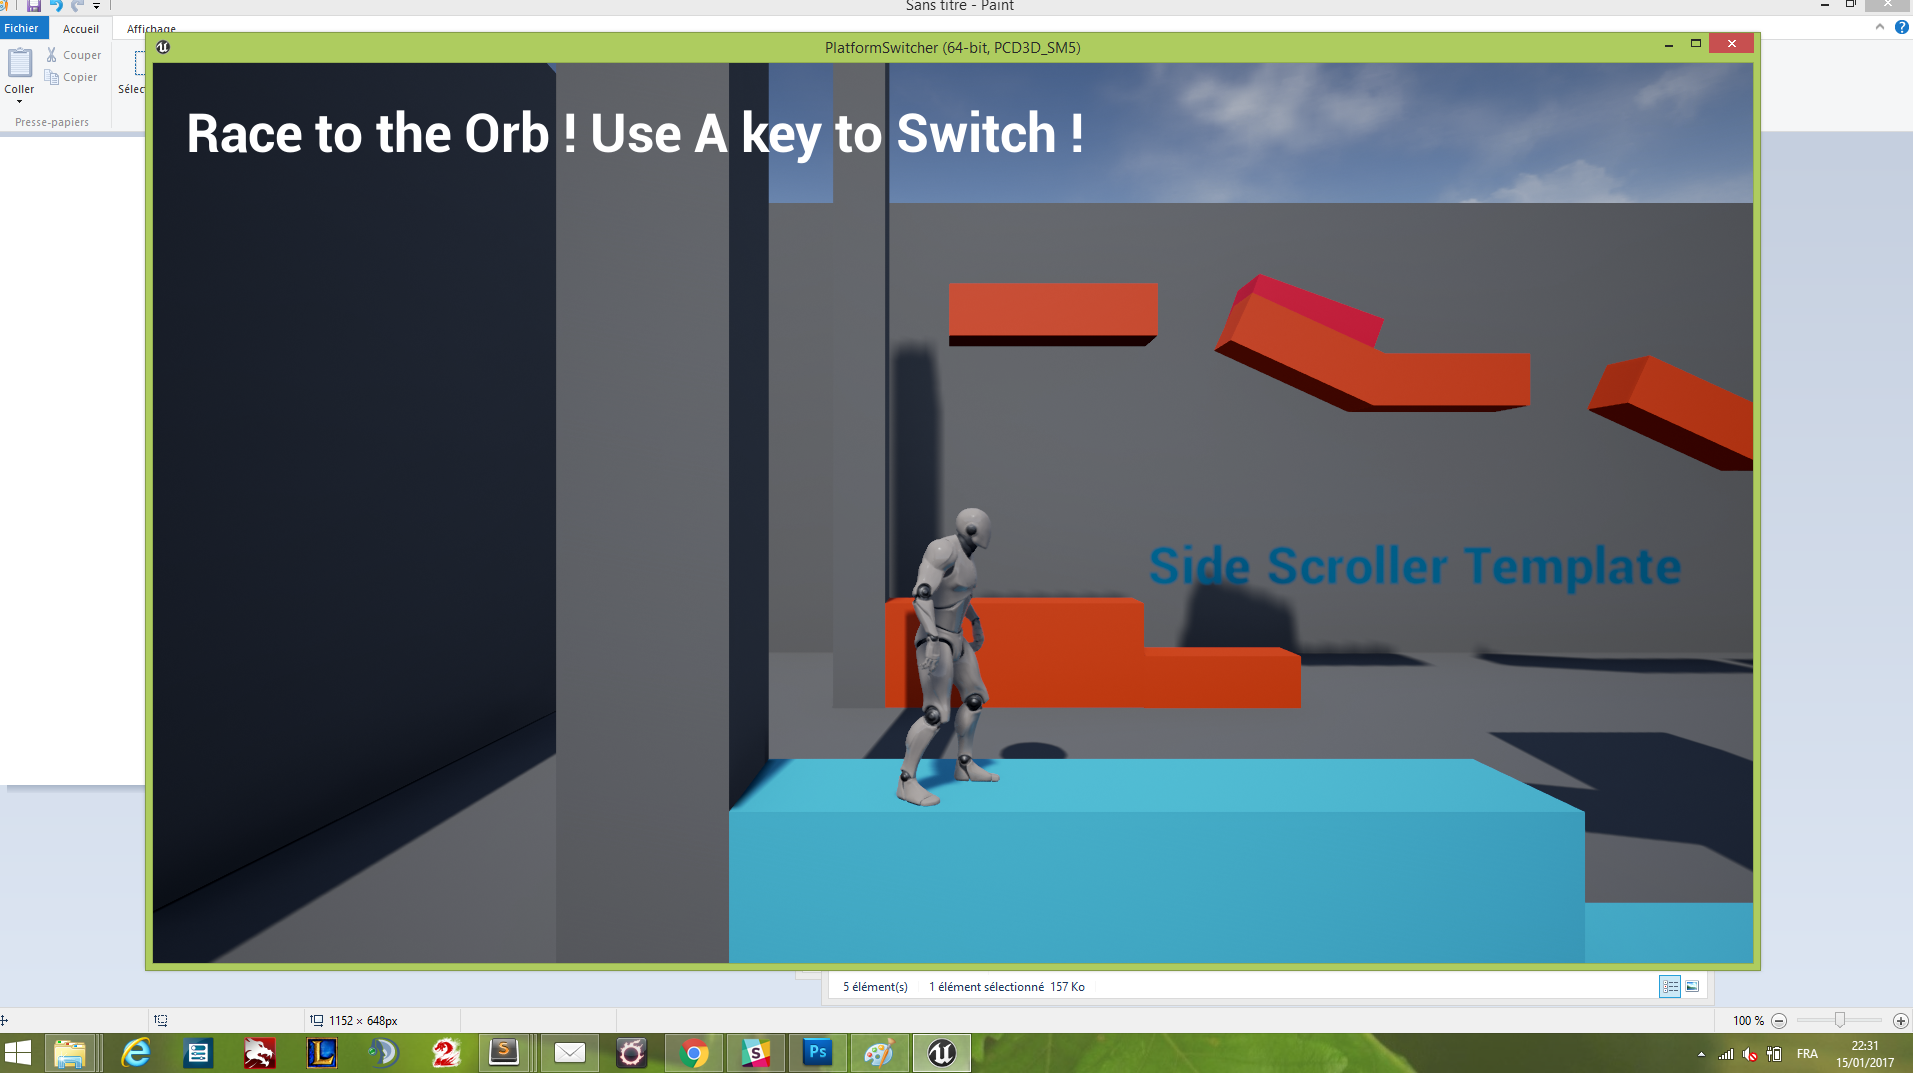 Sans titre - Paint
Fichier
Accueil
Affichage
Coller
Couper
Copier
Sélec
Presse-papiers
PlatformSwitcher (64-bit, PCD3D_SM5)
Race to the Orb ! Use A key to Switch !
Side Scroller Template
5 élément(s)
1 élément sélectionné 157 Ko
1152 × 648px
100 %
S
Ps
FRA
22:31
15/01/2017